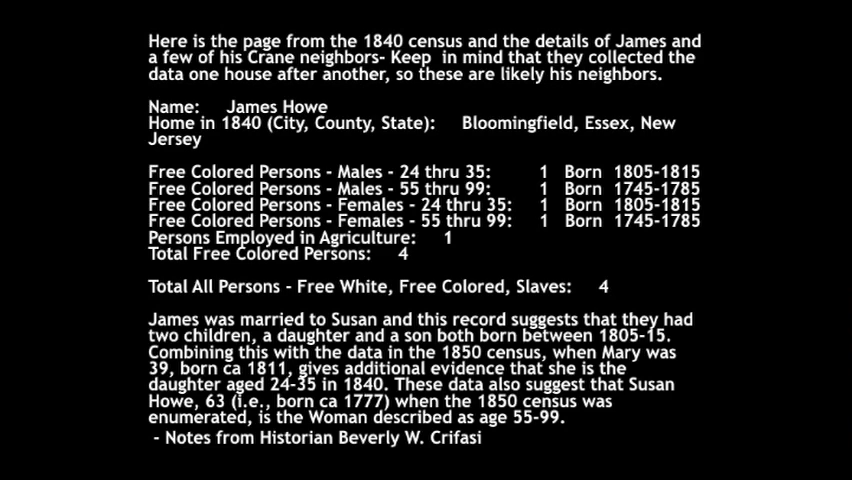 Here is the page from the 1840 census and the details of James and
a few of his Crane neighbors- Keep in mind that they collected the
data one house after another, so these are likely his neighbors.
Name: James Howe
Home in 1840 (City, County, State): Bloomingfield, Essex, New
Jersey
Free Colored Persons - Males - 24 thru 35: 1 Born 1805-1815
Free Colored Persons - Males - 55 thru 99: 1 Born 1745-1785
Free Colored Persons - Females - 24 thru 35: 1 Born 1805-1815
Free Colored Persons - Females - 55 thru 99: 1 Born 1745-1785
Persons Employed in Agriculture: 1
Total Free Colored Persons: 4
Total All Persons - Free White, Free Colored, Slaves: 4
James was married to Susan and this record suggests that they had
two children, a daughter and a son both born between 1805-15.
Combining this with the data in the 1850 census, when Mary was
39, born ca 1811, gives additional evidence that she is the
daughter aged 24-35 in 1840. These data also suggest that Susan
Howe, 63 (i.e., born ca 1777) when the 1850 census was
enumerated, is the Woman described as age 55-99.
- Notes from Historian Beverly W. Crifasi